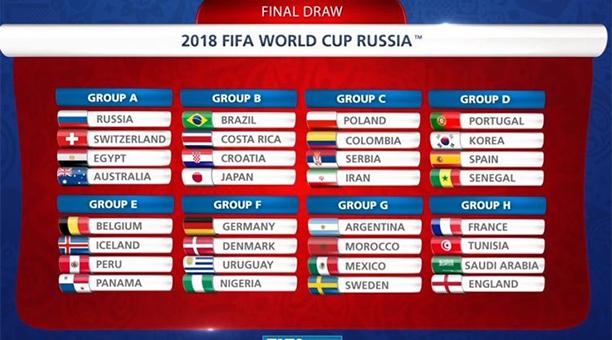 FINAL DRAW
2018 FIFA WORLD CUP RUSSIA™
GROUP A
RUSSIA
SWITZERLAND
EGYPT
AUSTRALIA
GROUP B
BRAZIL
COSTA RICA
CROATIA
JAPAN
GROUP C
POLAND
COLOMBIA
SERBIA
IRAN
GROUP D
PORTUGAL
KOREA
SPAIN
SENEGAL
GROUP E
BELGIUM
ICELAND
PERU
PANAMA
GROUP F
GERMANY
DENMARK
URUGUAY
NIGERIA
GROUP G
ARGENTINA
MOROCCO
MEXICO
SWEDEN
GROUP H
FRANCE
TUNISIA
SAUDI ARABIA
ENGLAND